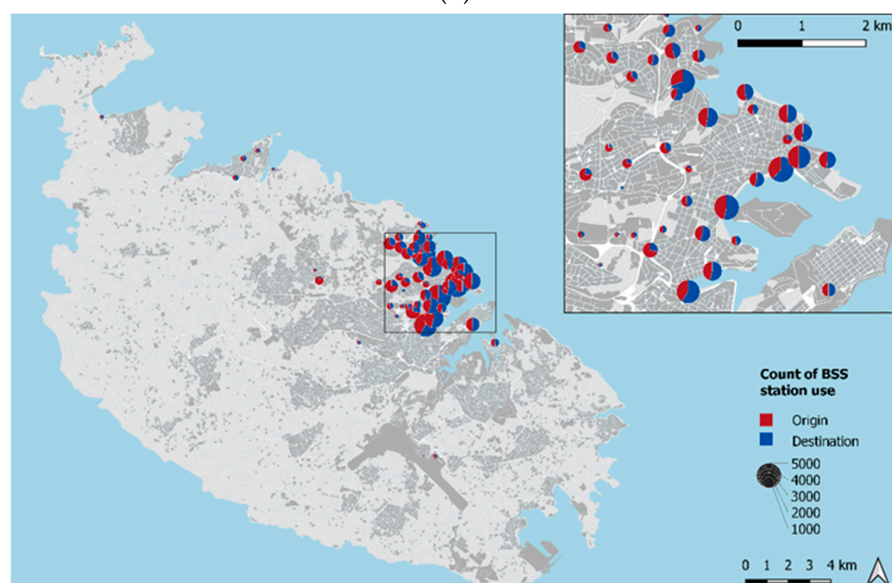 0 1 2 km
Count of BSS
station use
Origin
Destination
5000
4000
3000
2000
1000
0 1 2 3 4 km